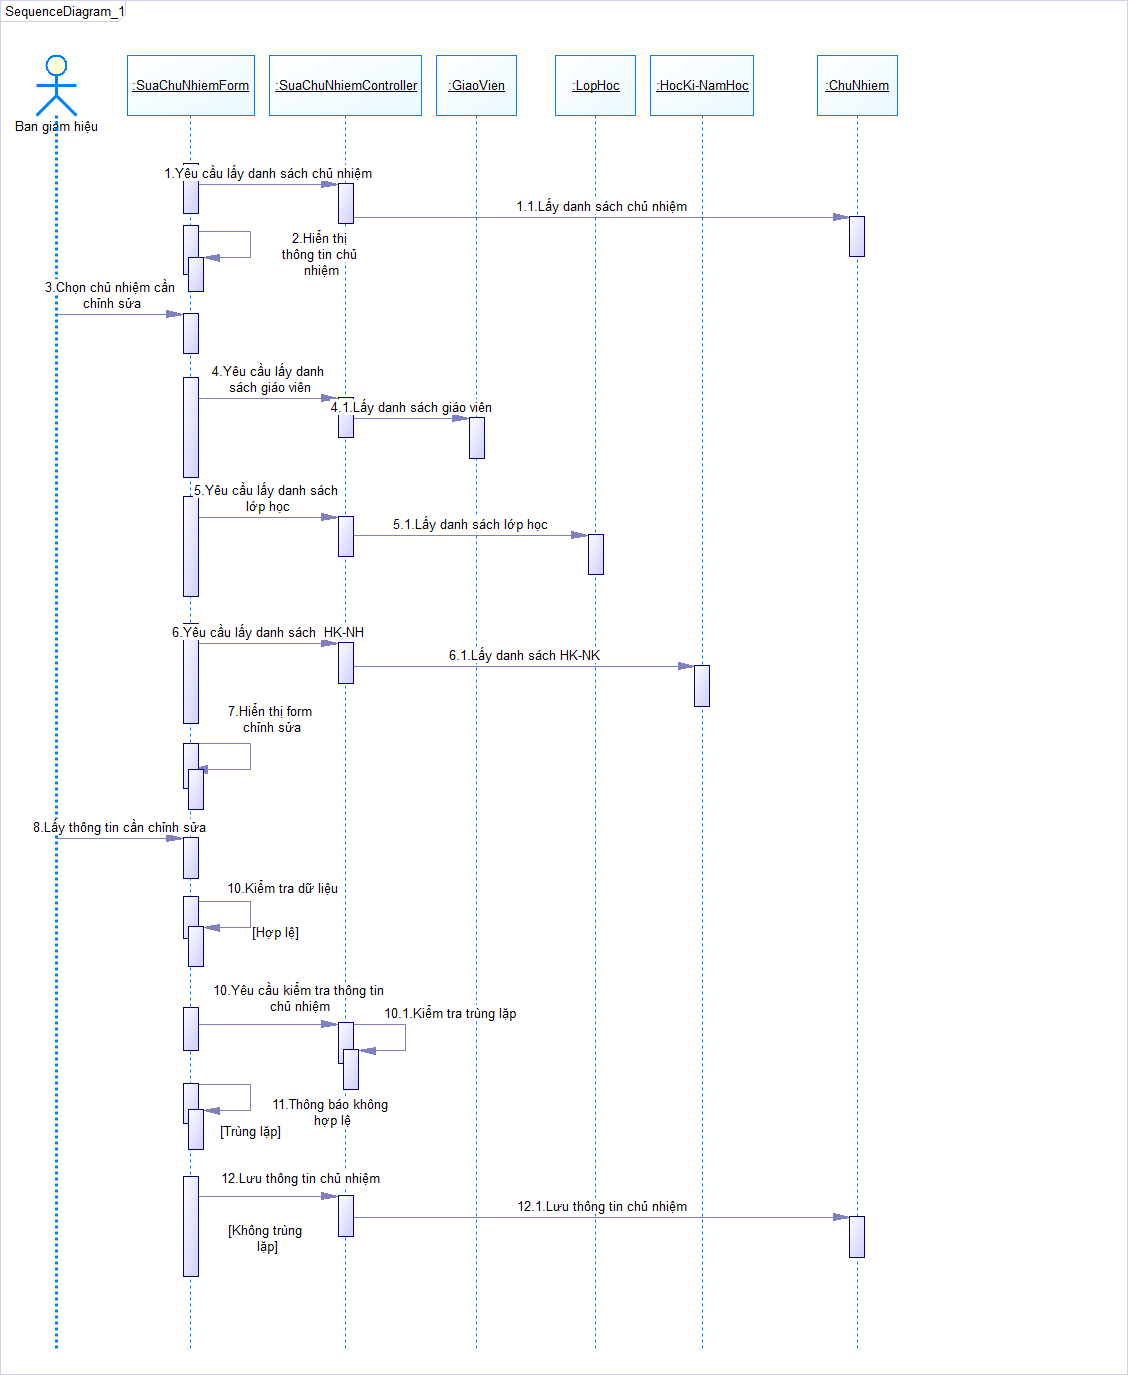 SequenceDiagram_1
Ban giám hiệu
:SuaChuNhiemForm
:SuaChuNhiemController
:GiaoVien
:LopHoc
:HocKi-NamHoc
:ChuNhiem
1.Yêu cầu lấy danh sách chủ nhiệm
1.1.Lấy danh sách chủ nhiệm
2.Hiển thị
thông tin chủ
nhiệm
3.Chọn chủ nhiệm cần
chỉnh sửa
4.Yêu cầu lấy danh
sách giáo viên
4.1.Lấy danh sách giáo viên
5.Yêu cầu lấy danh sách
lớp học
5.1.Lấy danh sách lớp học
6.Yêu cầu lấy danh sách  HK-NH
6.1.Lấy danh sách HK-NK
7.Hiển thị form
chỉnh sửa
8.Lấy thông tin cần chỉnh sửa
10.Kiểm tra dữ liệu
[Hợp lệ]
10.Yêu cầu kiểm tra thông tin
chủ nhiệm
10.1.Kiểm tra trùng lặp
11.Thông báo không
hợp lệ
[Trùng lặp]
12.Lưu thông tin chủ nhiệm
12.1.Lưu thông tin chủ nhiệm
[Không trùng
lặp]